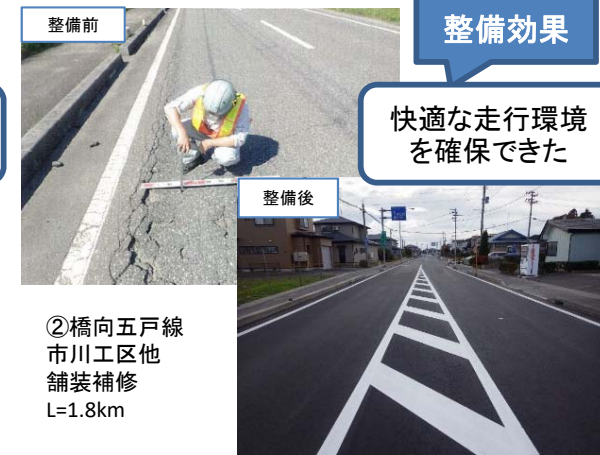 整備前
整備効果
快適な走行環境
を確保できた
整備後
②橋向五戸線
市川工区他
舗装補修
L=1.8km